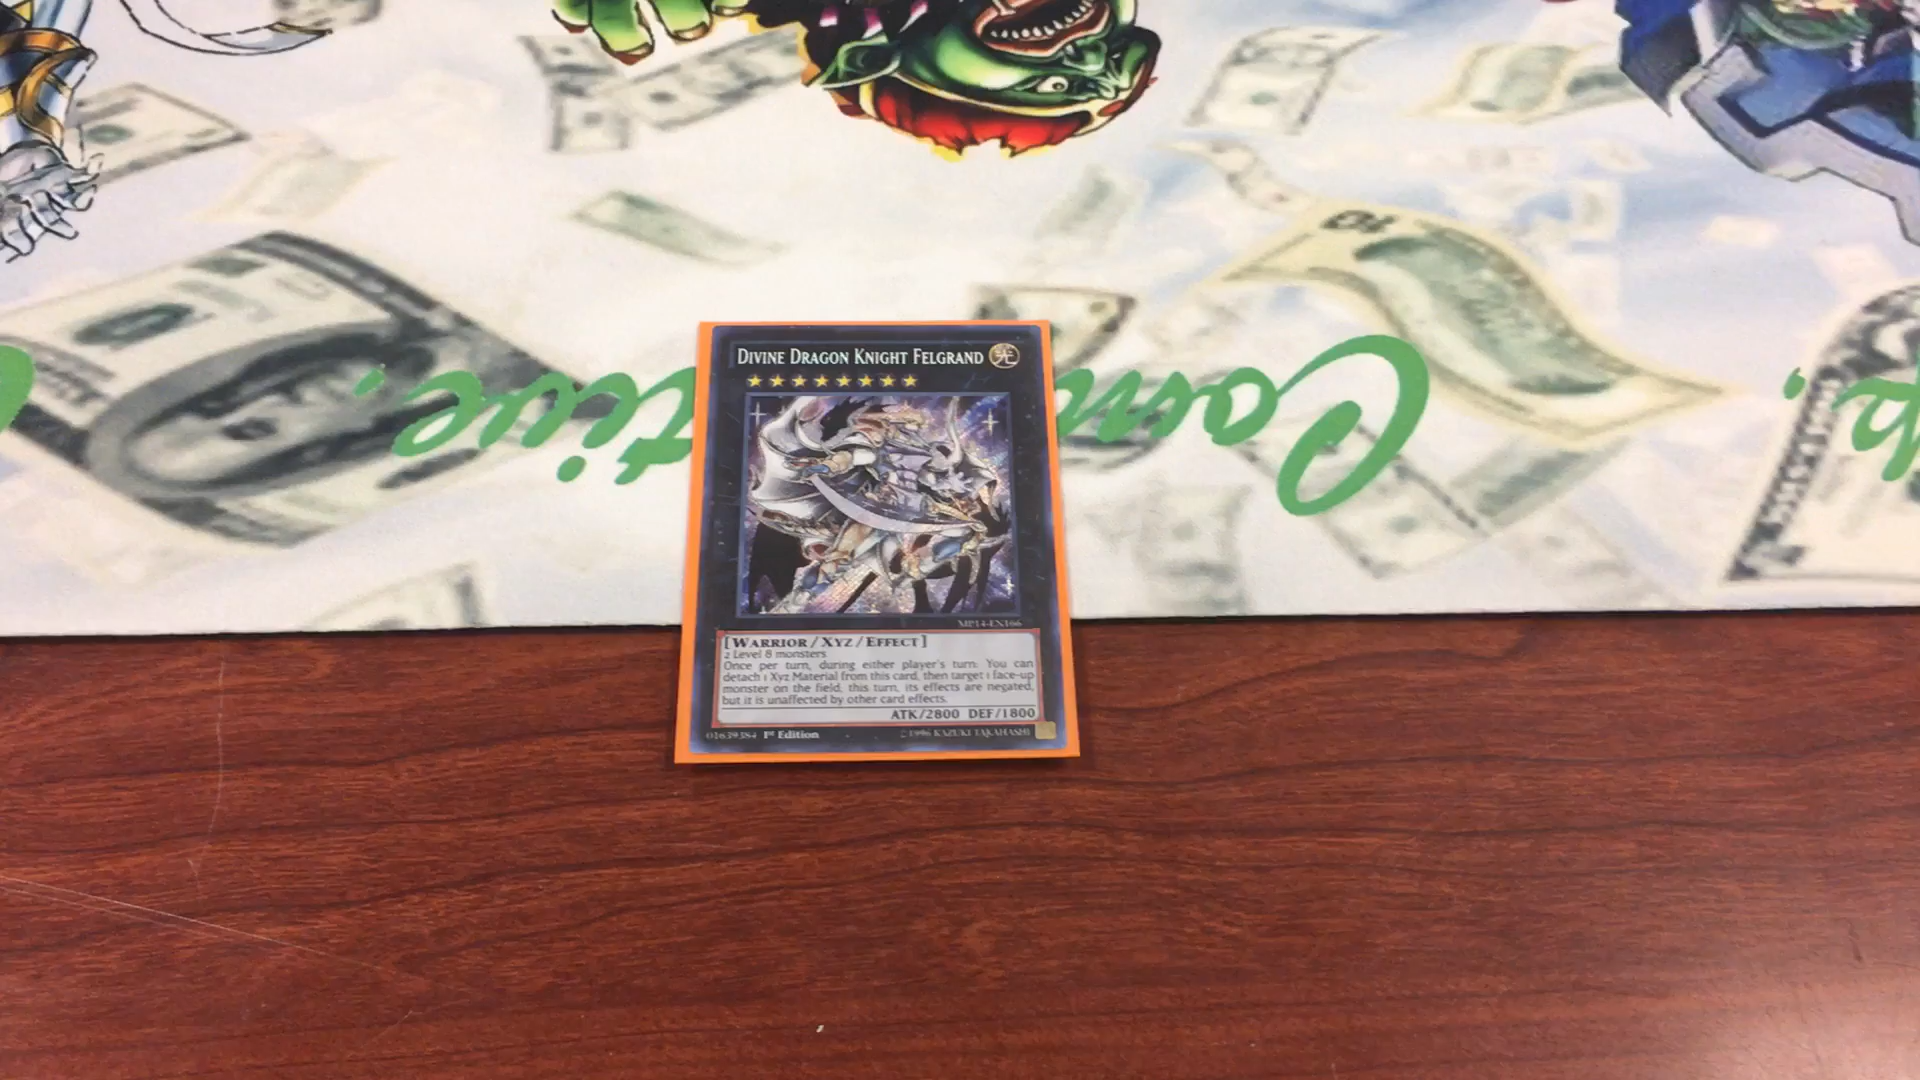 DIVINE DRAGON KNIGHT FELGRAND 光
MP14-EN166
[WARRIOR/XYZ/EFFECT]
2 Level 8 monsters
Once per turn, during either player's turn: You can
detach 1 Xyz Material from this card, then target 1 face-up
monster on the field, this turn, its effects are negated,
but it is unaffected by other card effects.
ATK/2800 DEF/1800
01639384 1st Edition
©1996 KAZUKI TAKAHASHI
10